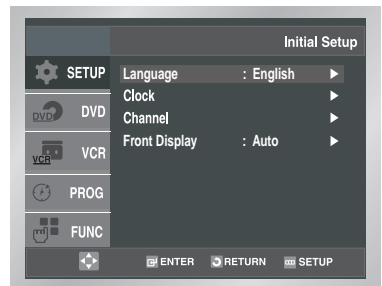 Initial Setup
SETUP
Language : English
Clock
Channel
Front Display : Auto
DVD DVD
VCR VCR
PROG
FUNC
ENTER RETURN SETUP